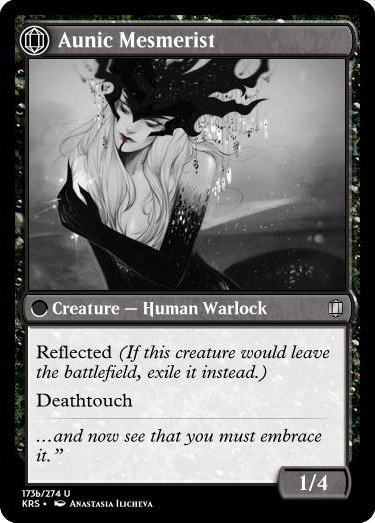 Aunic Mesmerist
Creature — Human Warlock
Reflected (If this creature would leave
the battlefield, exile it instead.)
Deathtouch
…and now see that you must embrace
it.”
1/4
173b/274 U
KRS • Anastasia Ilicheva